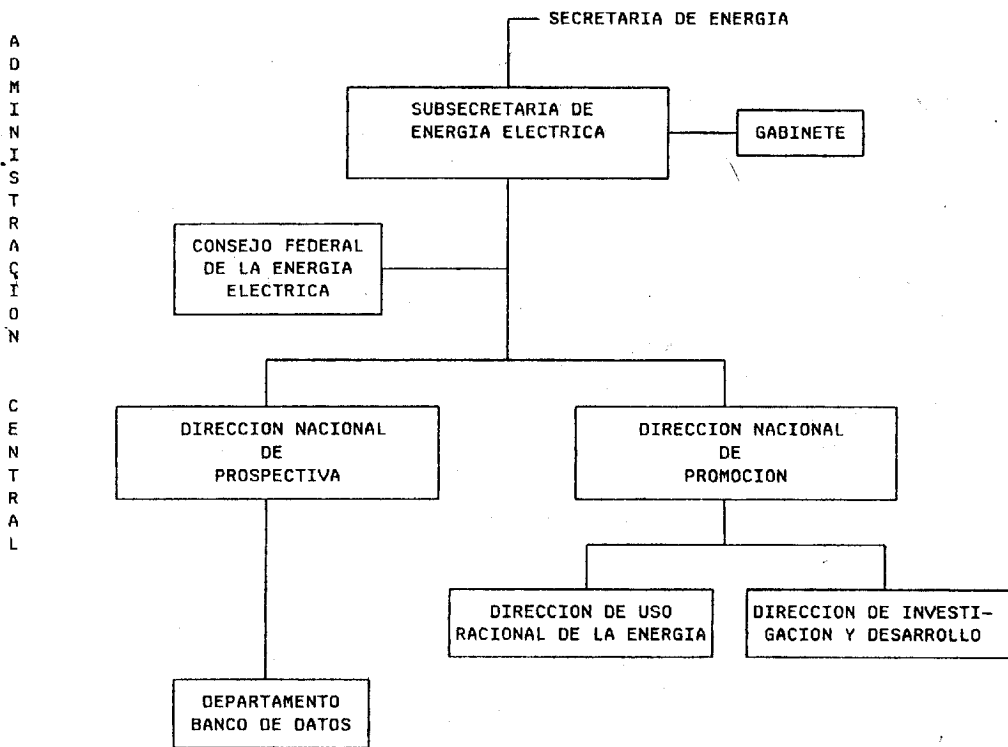 SECRETARIA DE ENERGIA
ADMINISTRACION CENTRAL
SUBSECRETARIA DE
ENERGIA ELECTRICA
GABINETE
CONSEJO FEDERAL
DE LA ENERGIA
ELECTRICA
DIRECCION NACIONAL
DE
PROSPECTIVA
DIRECCION NACIONAL
DE
PROMOCION
DIRECCION DE USO
RACIONAL DE LA ENERGIA
DIRECCION DE INVESTI-
GACION Y DESARROLLO
DEPARTAMENTO
BANCO DE DATOS